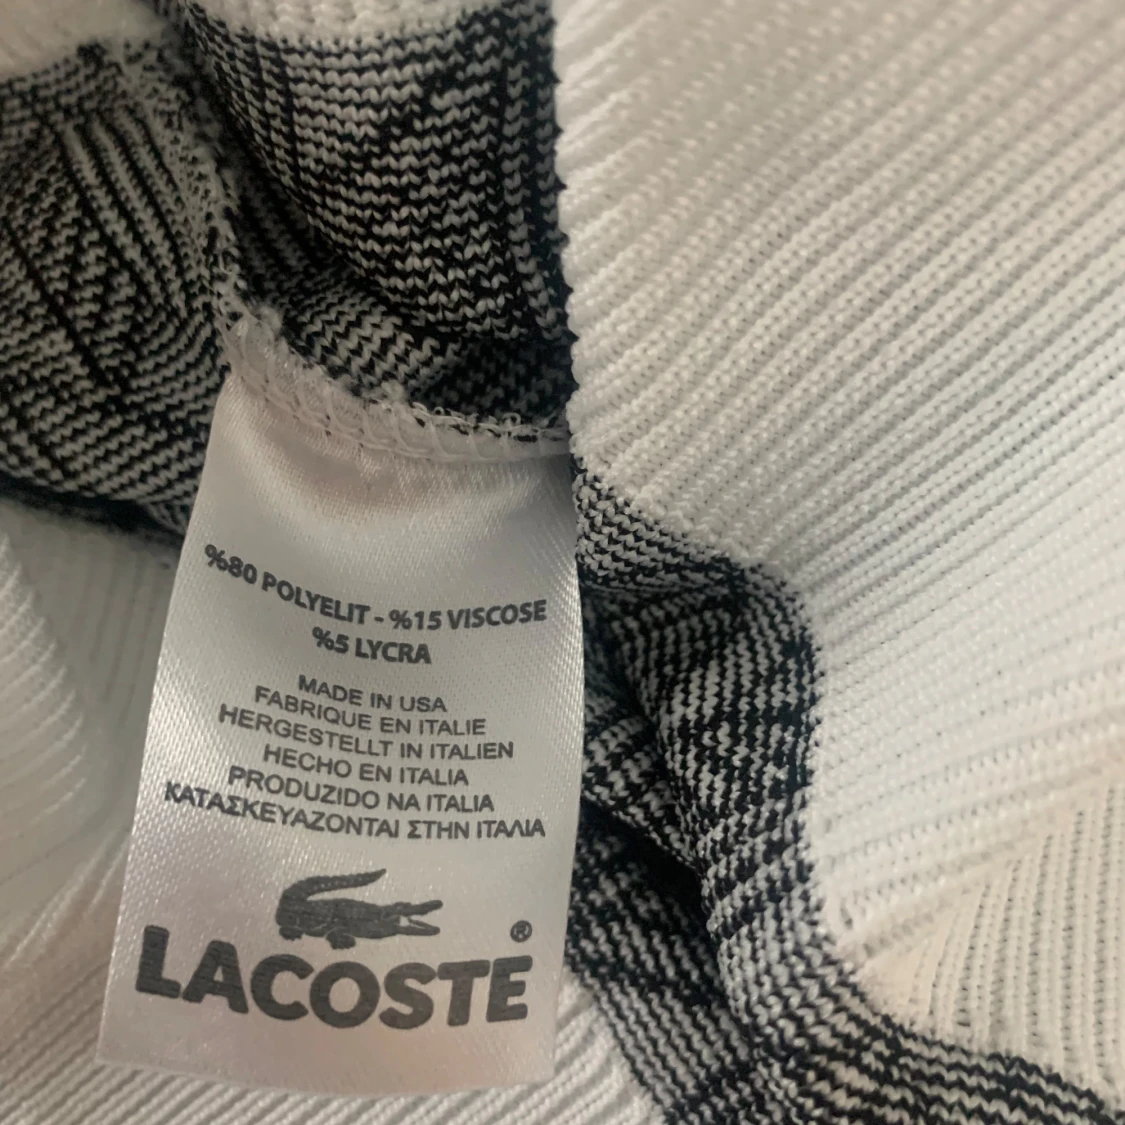 %80 POLYELIT - %15 VISCOSE
%5 LYCRA
MADE IN USA
FABRIQUE EN ITALIE
HERGESTELLT IN ITALIEN
HECHO EN ITALIA
PRODUZIDO NA ITALIA
ΚΑΤΑΣΚΕΥΑΖΟΝΤΑΙ ΣΤΗΝ ΙΤΑΛΙΑ
LACOSTE®